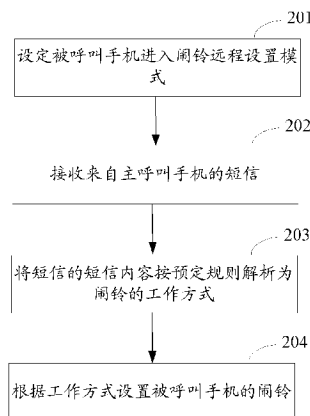 201
设定被呼叫手机进入闹铃远程设置模
式
202
接收来自主呼叫手机的短信
203
将短信的短信内容按预定规则解析为
闹铃的工作方式
204
根据工作方式设置被呼叫手机的闹铃